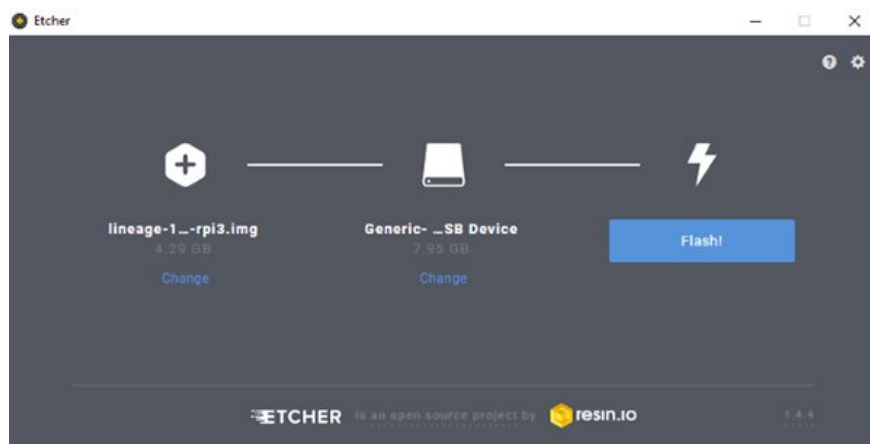 Etcher
lineage-1...-rpi3.img
4.29 GB
Change
Generic- ...SB Device
7.95 GB
Change
Flash!
ETCHER is an open source project by resin.io
1.4.4